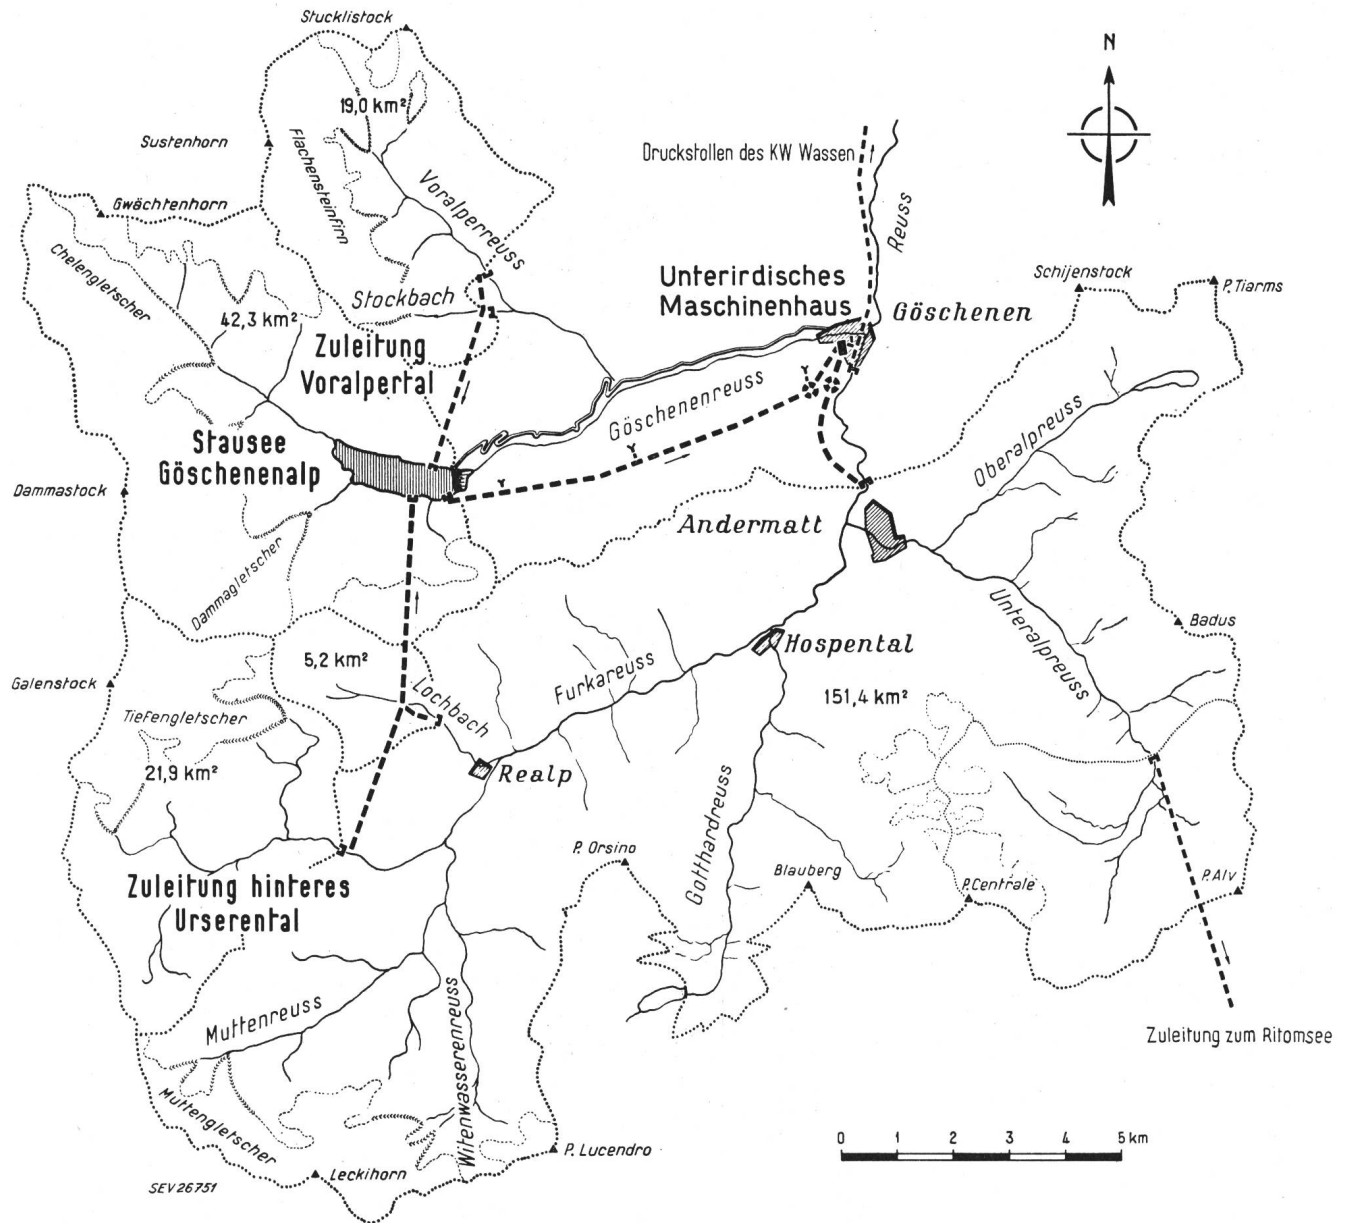 Stucklistock
N
19,0 km²
Sustenhorn
Flachensteinfirn
Voralperreuss
Druckstollen des KW Wassen
Reuss
Gwächtenhorn
Chelengletscher
Stockbach
42,3 km²
Zuleitung
Voralpertal
Unterirdisches
Maschinenhaus
Göschenen
Schijenstock
P. Tiarms
Göschenenreuss
Oberalpreuss
Stausee
Göschenenalp
Dammastock
Andermatt
Dammagletscher
Unteralpreuss
Badus
5,2 km²
Hospental
Furkareuss
151,4 km²
Galenstock
Lochbach
Tiefengletscher
21,9 km²
Realp
Gotthardreuss
P. Orsino
Blauberg
P. Centrale
P. Alv
Zuleitung hinteres
Urserental
Muttenreuss
Witenwasserenreuss
Zuleitung zum Ritomsee
Muttengletscher
P. Lucendro
Leckihorn
SEV 26751
0 1 2 3 4 5 km